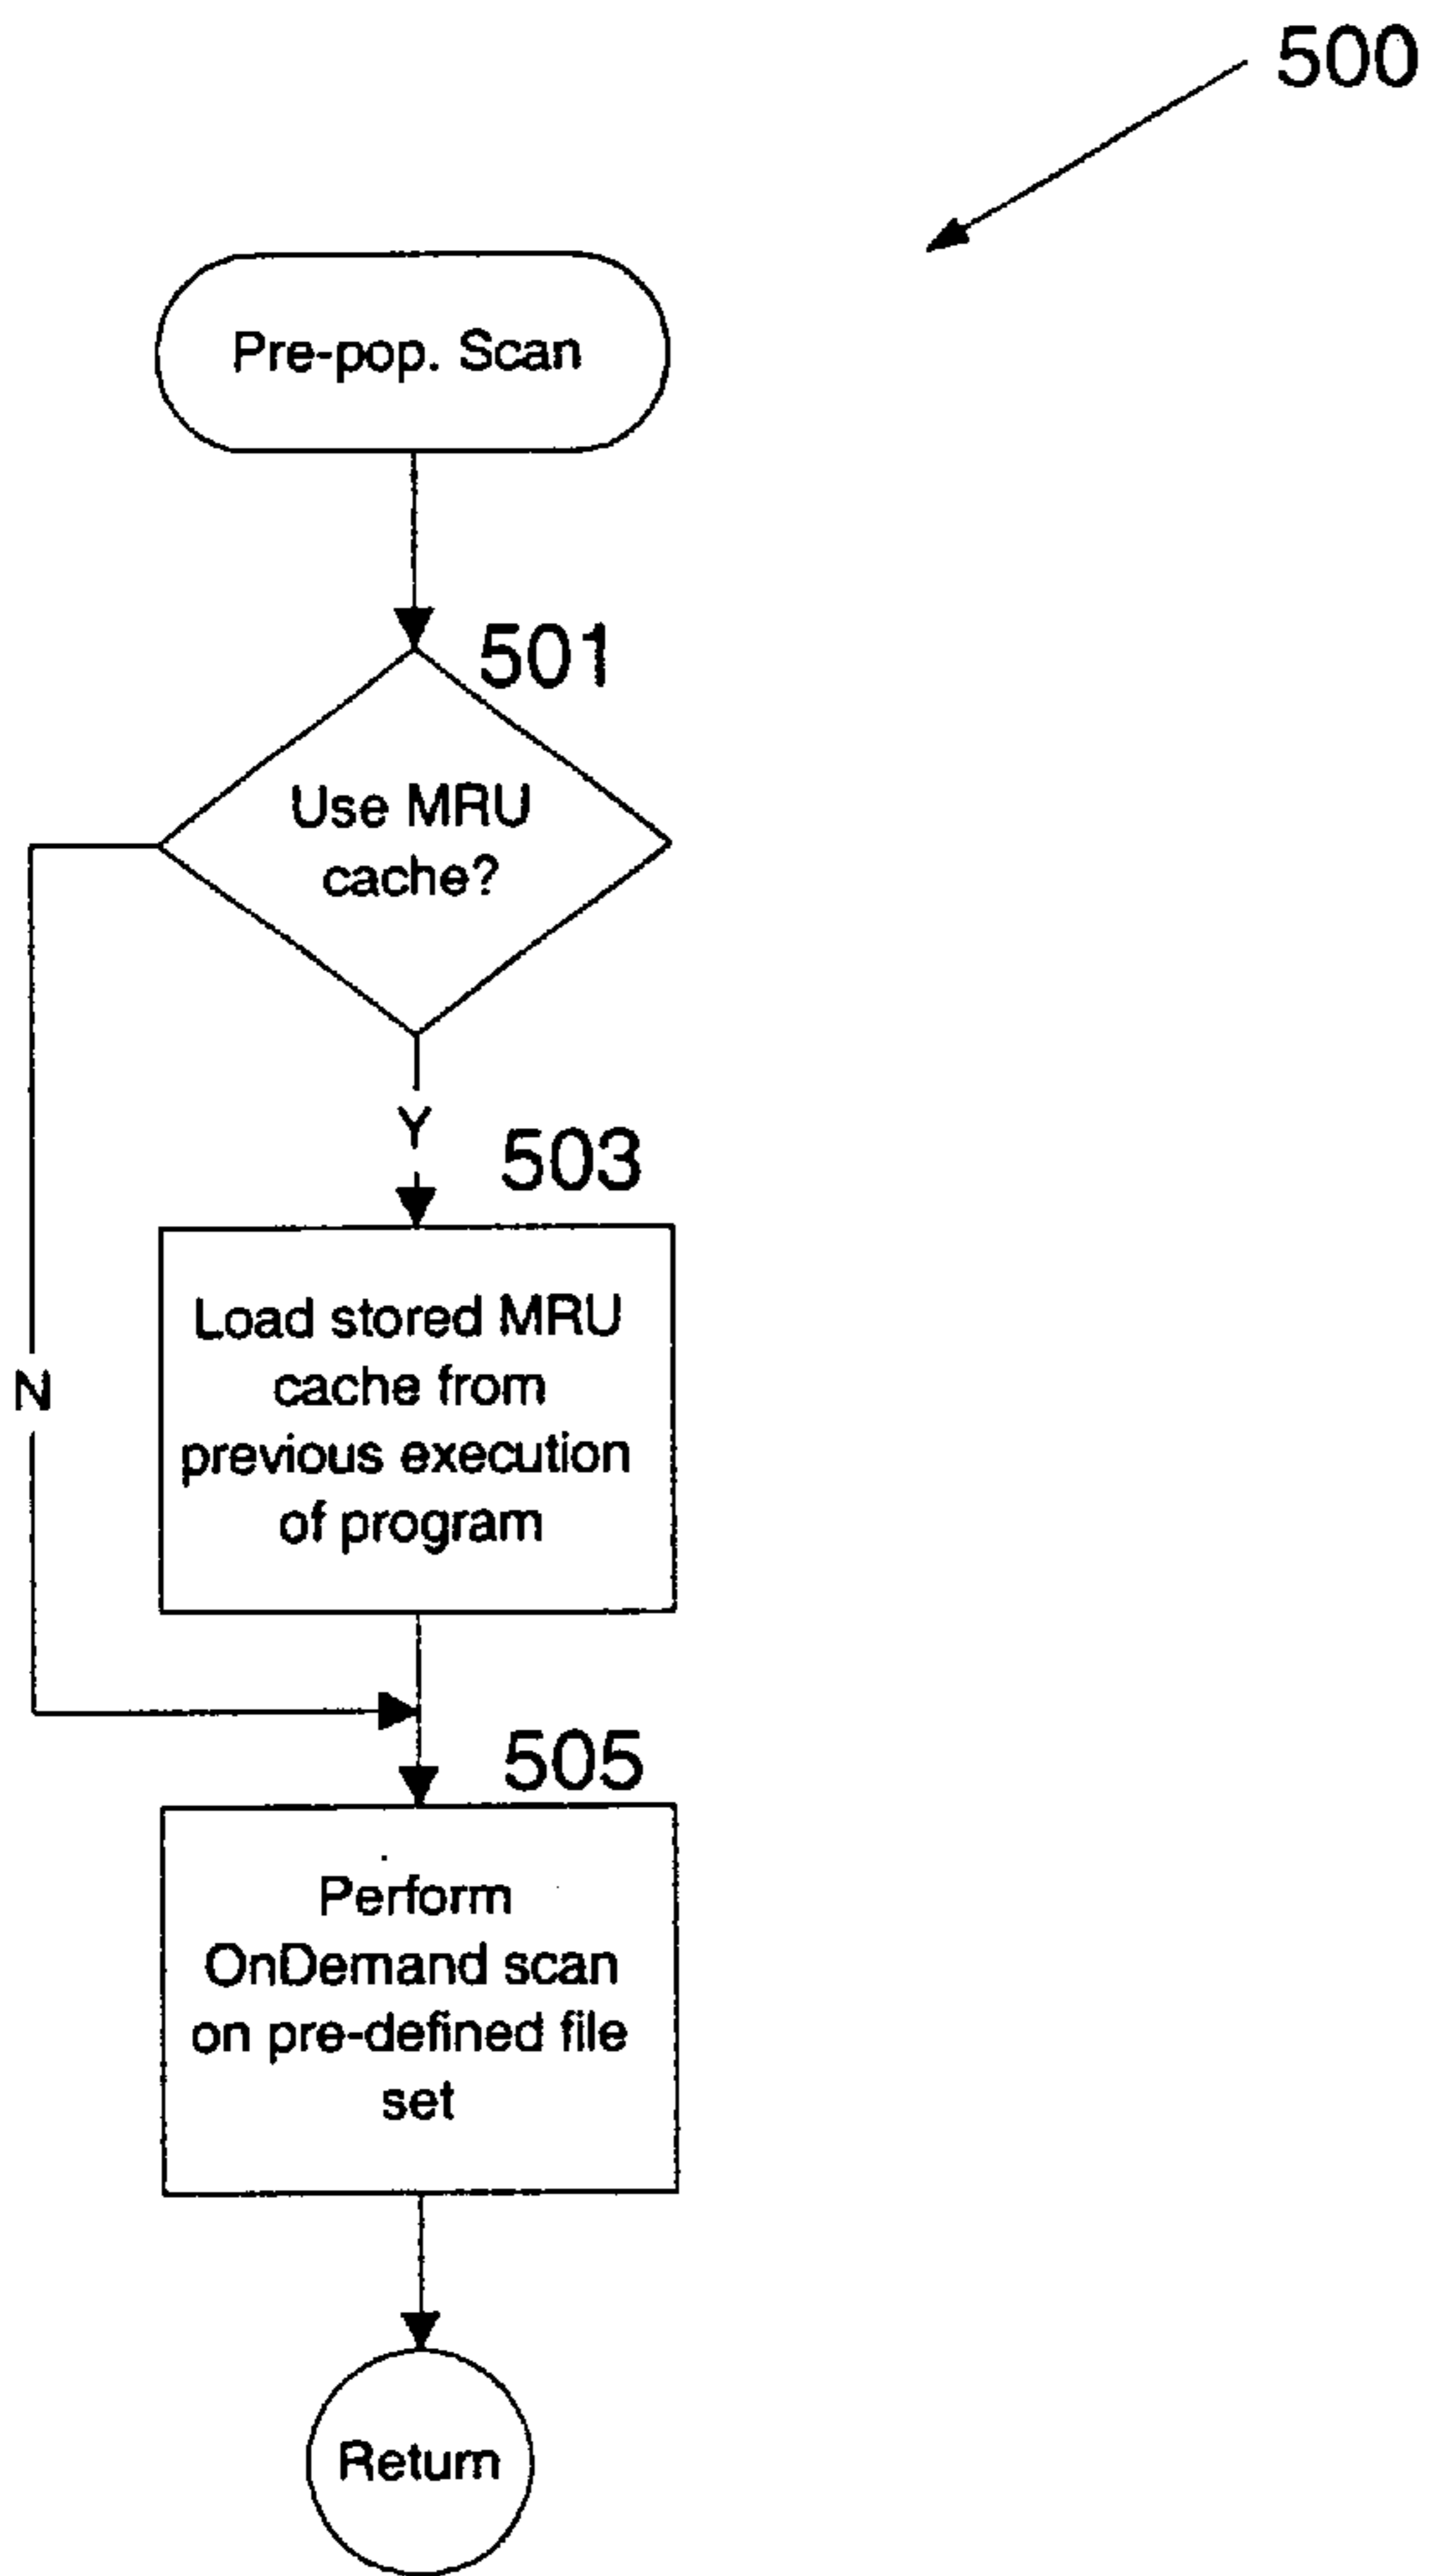 500
Pre-pop. Scan
501
Use MRU
cache?
Y
503
Load stored MRU
cache from
previous execution
of program
N
505
Perform
OnDemand scan
on pre-defined file
set
Return